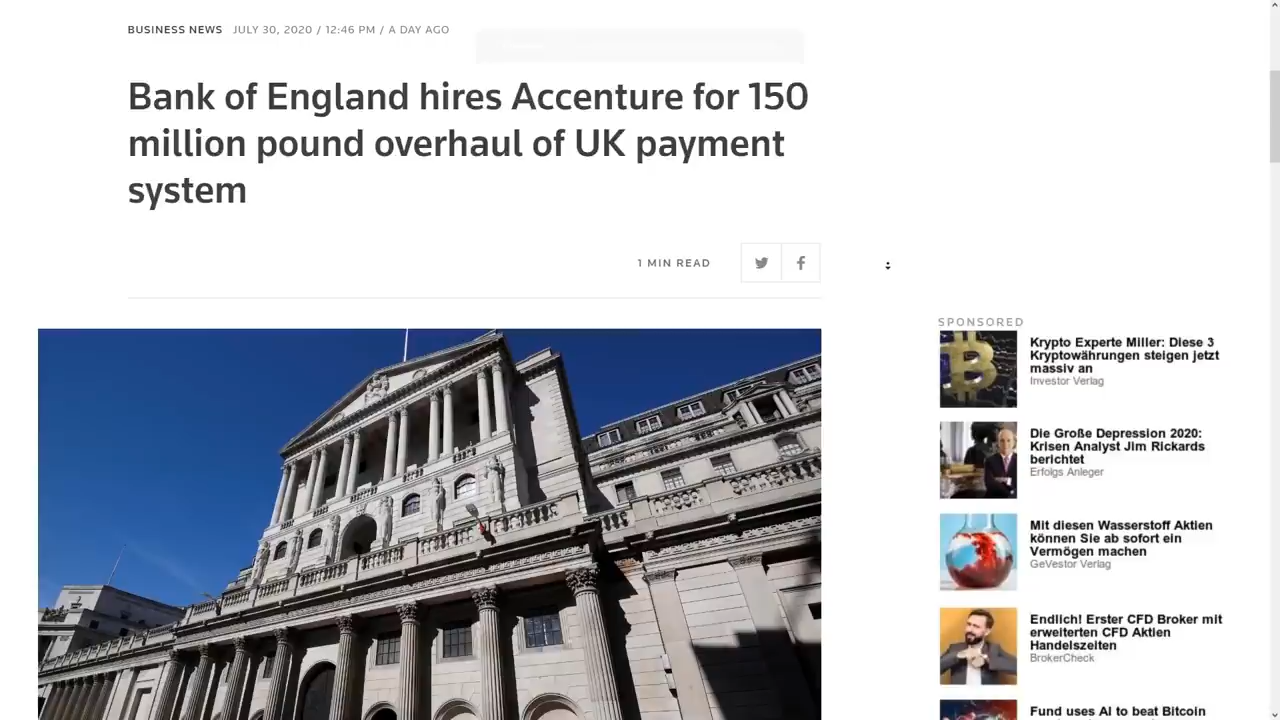 BUSINESS NEWS JULY 30, 2020 / 12:46 PM / A DAY AGO
Bank of England hires Accenture for 150
million pound overhaul of UK payment
system
1 MIN READ
SPONSORED
Krypto Experte Miller: Diese 3
Kryptowährungen steigen jetzt
massiv an
Investor Verlag
Die Große Depression 2020:
Krisen Analyst Jim Rickards
berichtet
Erfolgs Anleger
Mit diesen Wasserstoff Aktien
können Sie ab sofort ein
Vermögen machen
GeVestor Verlag
Endlich! Erster CFD Broker mit
erweiterten CFD Aktien
Handelszeiten
BrokerCheck
Fund uses AI to beat Bitcoin